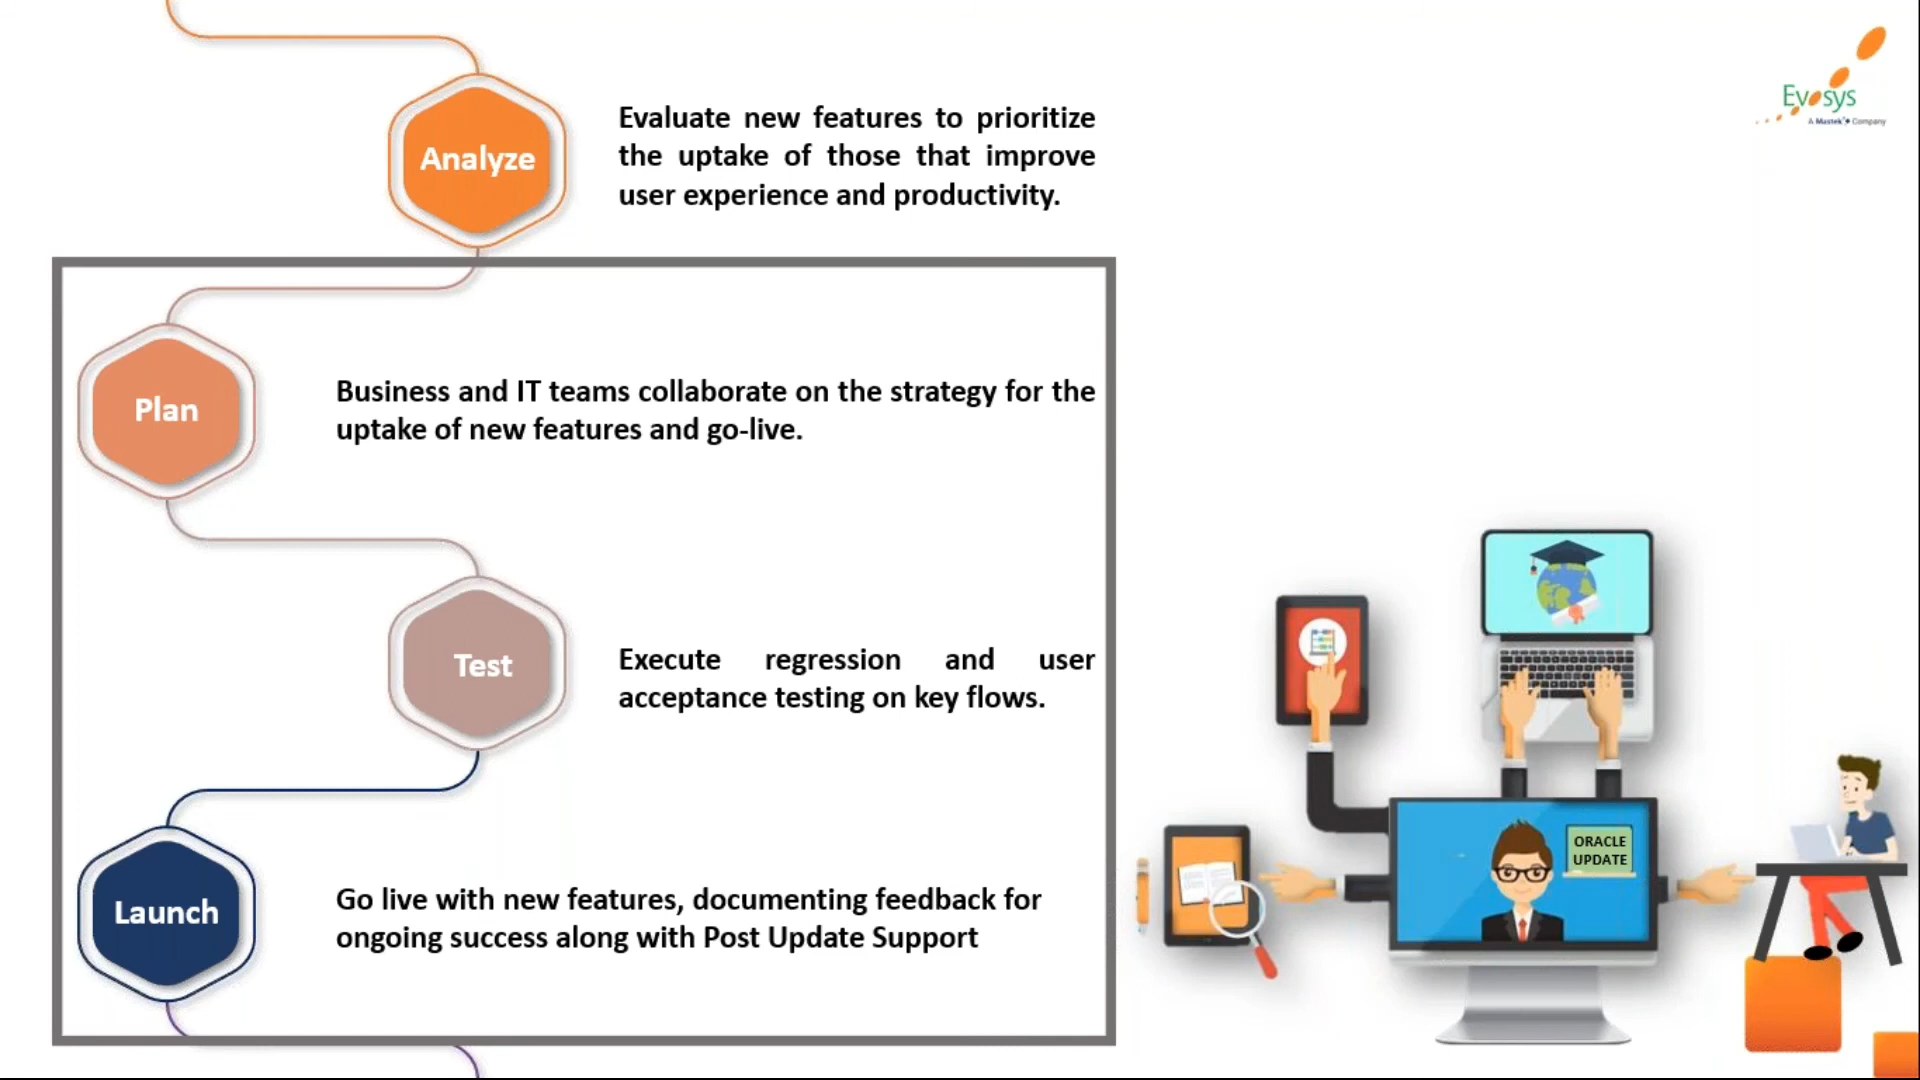 Evosys
A Mastek Company
Analyze
Evaluate new features to prioritize
the uptake of those that improve
user experience and productivity.
Plan
Business and IT teams collaborate on the strategy for the
uptake of new features and go-live.
Test
Execute regression and user
acceptance testing on key flows.
Launch
Go live with new features, documenting feedback for
ongoing success along with Post Update Support
ORACLE
UPDATE